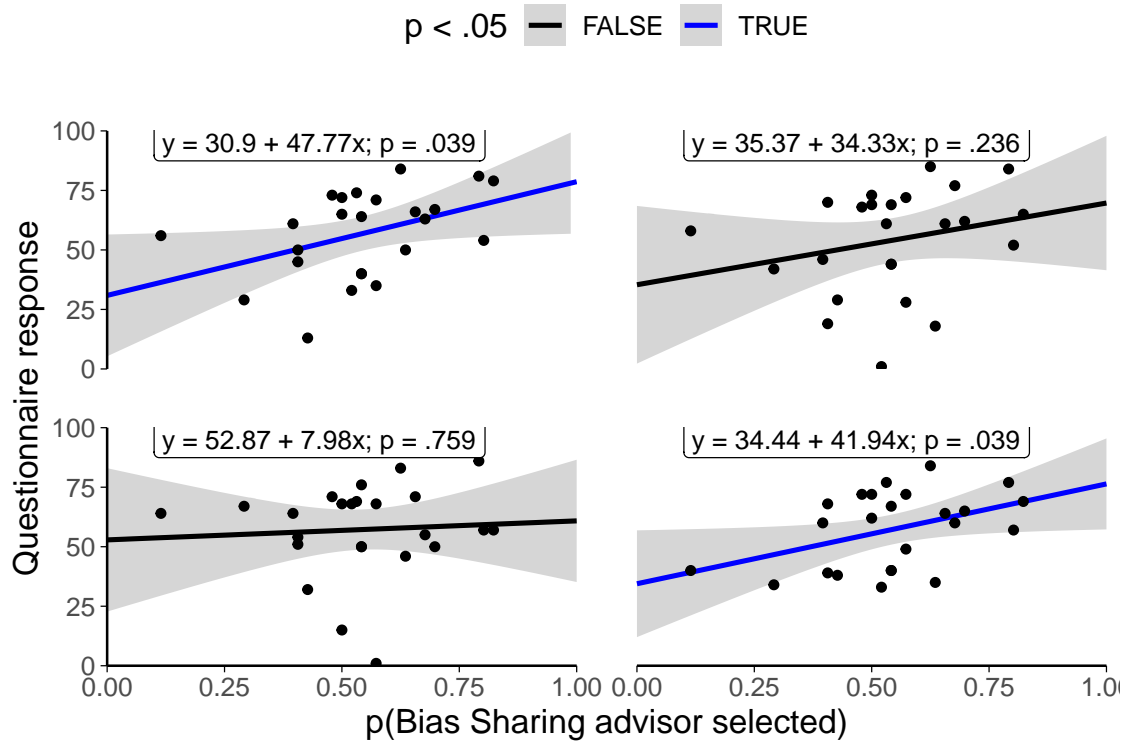 p < .05 FALSE TRUE
y = 30.9 + 47.77x; p = .039
y = 35.37 + 34.33x; p = .236
100
75
50
25
0
Questionnaire response
y = 52.87 + 7.98x; p = .759
y = 34.44 + 41.94x; p = .039
100
75
50
25
0
0.00 0.25 0.50 0.75 1.00 0.00 0.25 0.50 0.75 1.0
p(Bias Sharing advisor selected)